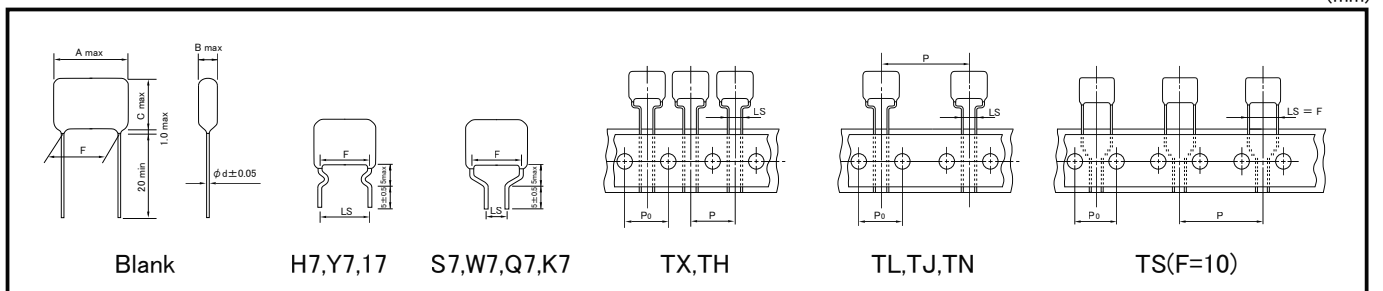 (mm)
A max
B max
C max
1.0 max
F
20 min
φd±0.05
Blank
F
5max
5±0.5
LS
H7,Y7,17
F
5max
5±0.5
LS
S7,W7,Q7,K7
LS
P0
P
TX,TH
P
LS
P0
TL,TJ,TN
LS = F
P0
P
TS(F=10)